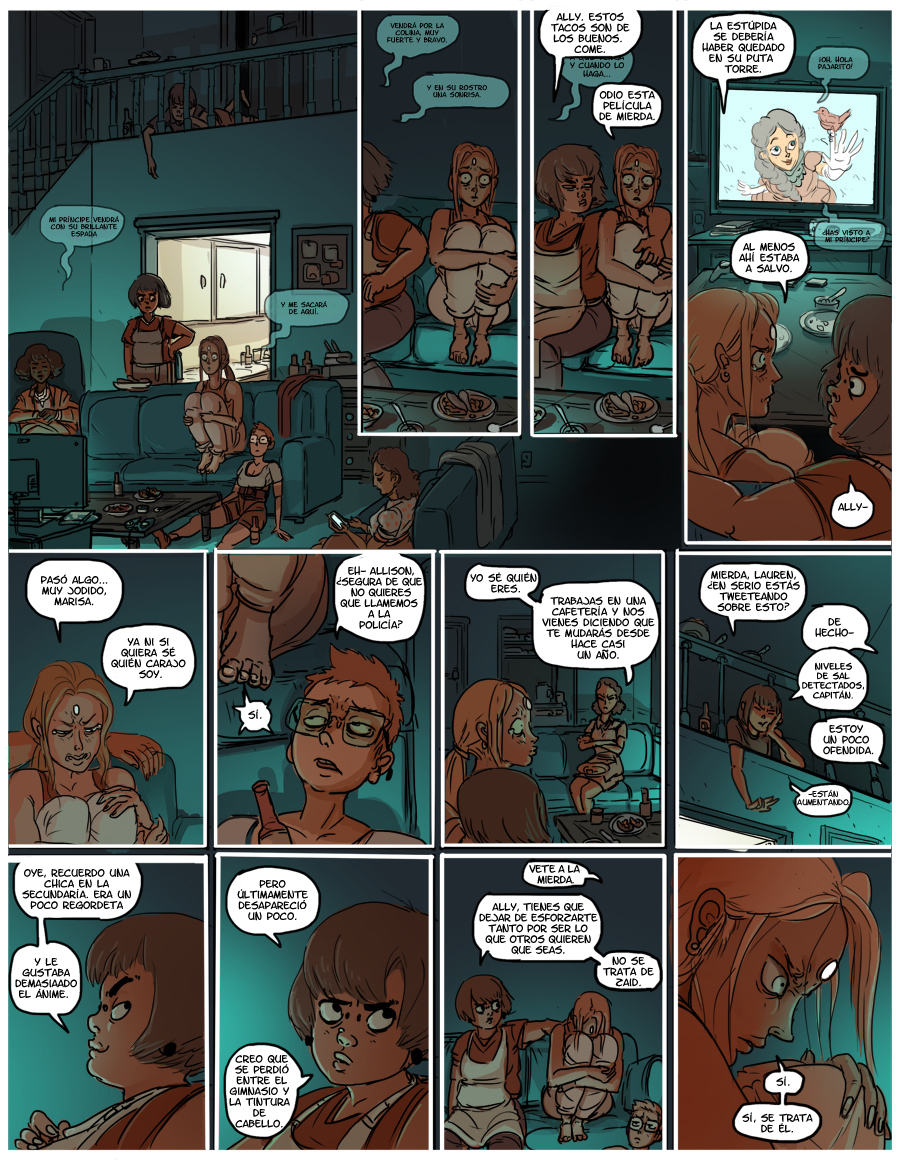 MI PRÍNCIPE VENDRÁ
CON SU BRILLANTE
ESPADA
Y ME SACARÁ
DE AQUÍ.
VENDRÁ POR LA
COLINA, MUY
FUERTE Y BRAVO.
Y EN SU ROSTRO
UNA SONRISA.
ALLY, ESTOS
TACOS SON DE
LOS BUENOS.
COME.
Y CUANDO LO
HAGA...
ODIO ESTA
PELÍCULA
DE MIERDA.
LA ESTÚPIDA
SE DEBERÍA
HABER QUEDADO
EN SU PUTA
TORRE.
¡OH, HOLA
PAJARITO!
¿HAS VISTO A
MI PRÍNCIPE?
AL MENOS
AHÍ ESTABA
A SALVO.
ALLY-
PASÓ ALGO...
MUY JODIDO,
MARISA.
YA NI SI
QUIERA SÉ
QUIÉN CARAJO
SOY.
EH- ALLISON,
¿SEGURA DE QUE
NO QUIERES
QUE LLAMEMOS
A LA
POLICÍA?
SÍ.
YO SÉ QUIÉN
ERES.
TRABAJAS EN UNA
CAFETERÍA Y NOS
VIENES DICIENDO QUE
TE MUDARÁS DESDE
HACE CASI
UN AÑO.
MIERDA, LAUREN,
¿EN SERIO ESTÁS
TWEETEANDO
SOBRE ESTO?
DE
HECHO-
NIVELES
DE SAL
DETECTADOS,
CAPITÁN.
ESTOY
UN POCO
OFENDIDA.
-ESTÁN
AUMENTANDO.
OYE, RECUERDO UNA
CHICA EN LA
SECUNDARÍA. ERA UN
POCO REGORDETA
Y LE
GUSTABA
DEMASIAADO
EL ÁNIME.
PERO
ÚLTIMAMENTE
DESAPARECIÓ
UN POCO.
CREO QUE
SE PERDIÓ
ENTRE EL
GIMNASIO Y
LA TINTURA
DE
CABELLO.
VETE A LA
MIERDA.
ALLY, TIENES QUE
DEJAR DE ESFORZARTE
TANTO POR SER LO
QUE OTROS QUIEREN
QUE SEAS.
NO SE
TRATA DE
ZAID.
SÍ.
SÍ, SE TRATA
DE ÉL.